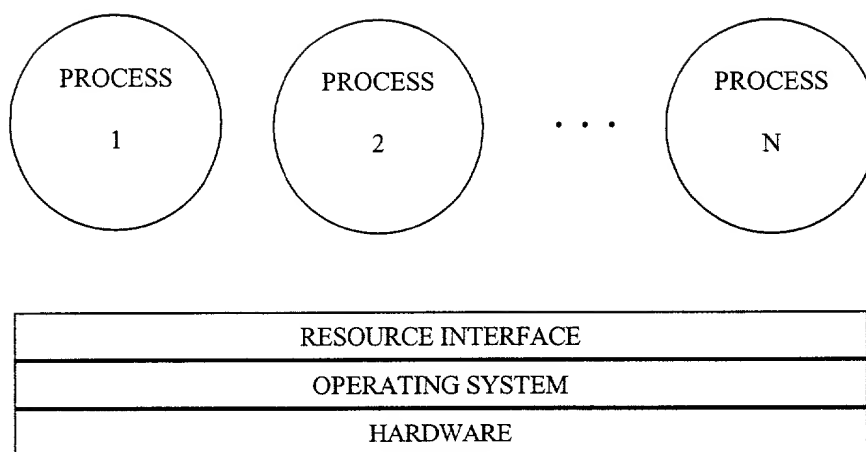 PROCESS
1
PROCESS
2
. . .
PROCESS
N
RESOURCE INTERFACE
OPERATING SYSTEM
HARDWARE